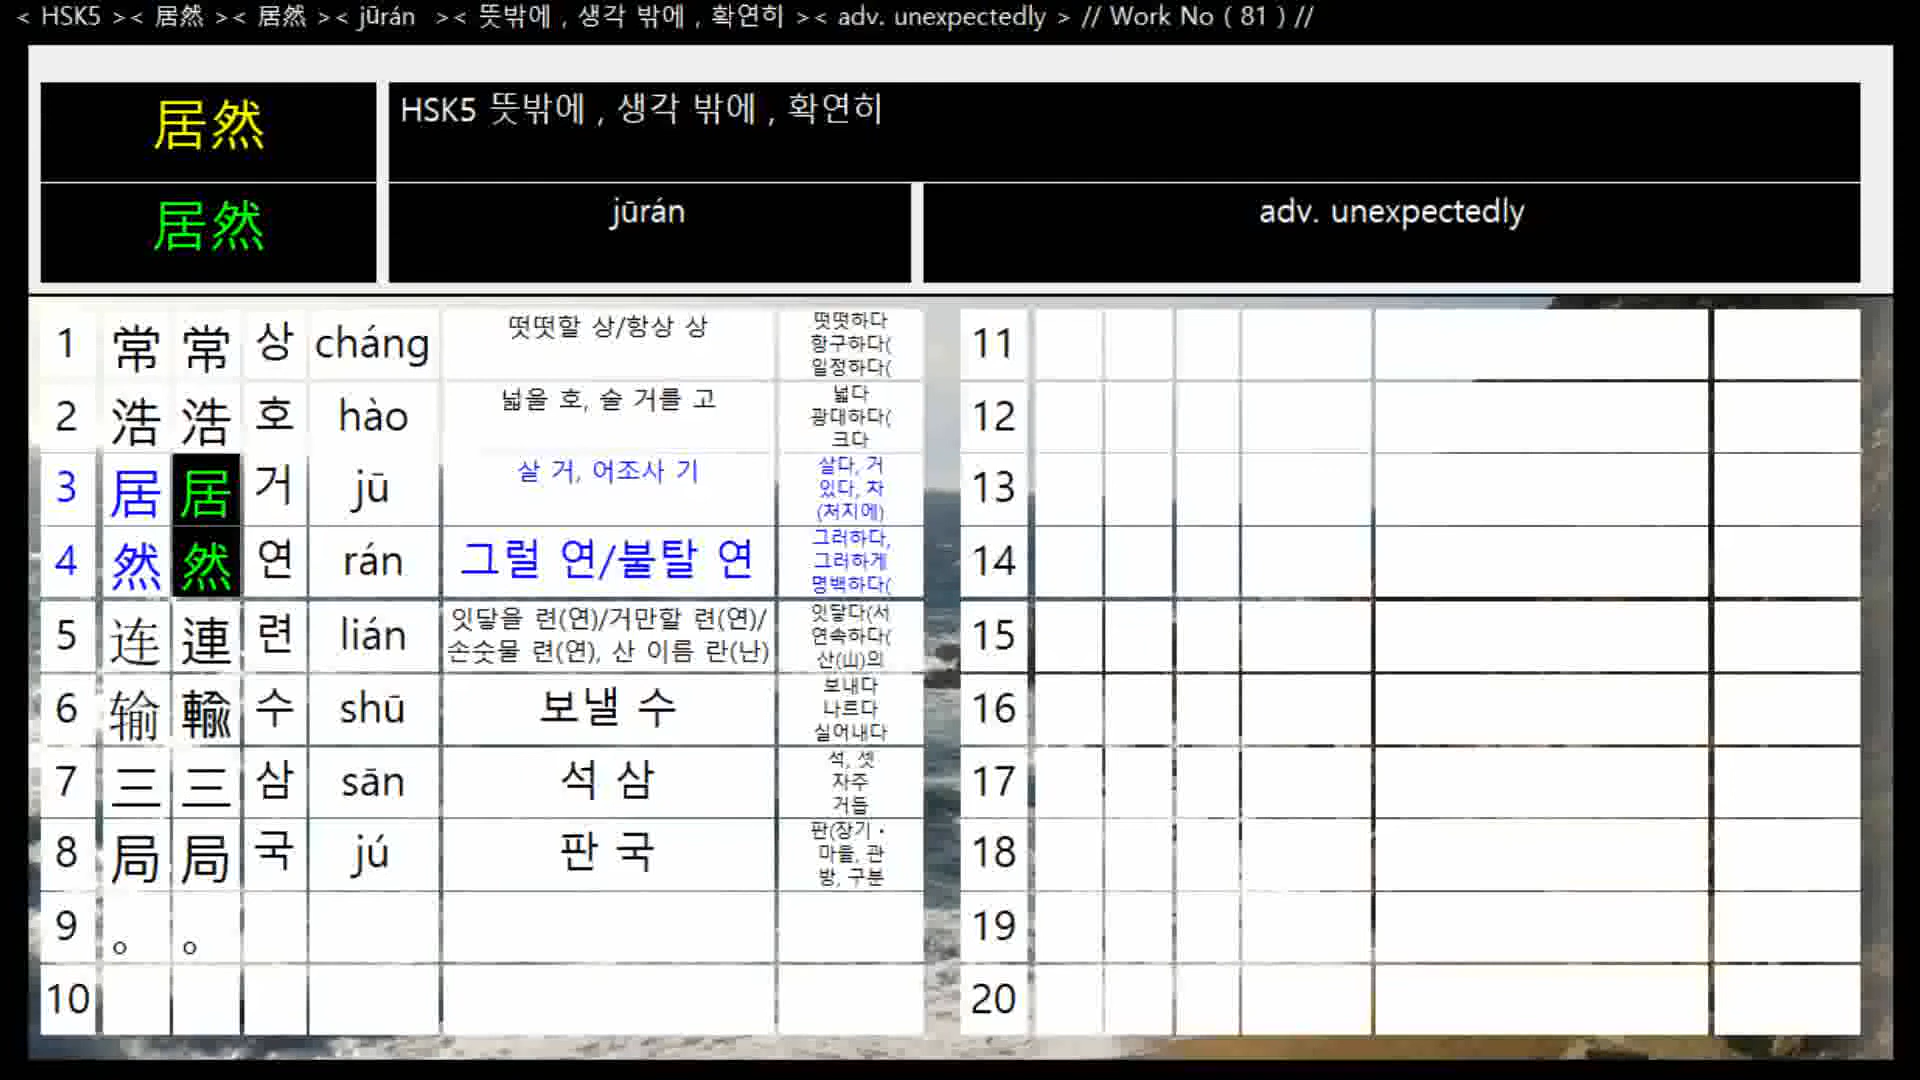 < HSK5 >< 居然 >< 居然 >< jūrán >< 뜻밖에 , 생각 밖에 , 확연히 >< adv. unexpectedly > // Work No ( 81 ) //
居然
HSK5 뜻밖에 , 생각 밖에 , 확연히
居然
jūrán
adv. unexpectedly
1 常 常 상 cháng 떳떳할 상/항상 상
떳떳하다
항구하다(
일정하다(
2 浩 浩 호 hào 넓을 호, 술 거를 고
넓다
광대하다(
크다
3 居 居 거 jū 살 거, 어조사 기
살다, 거
있다, 차
(처지에)
4 然 然 연 rán 그럴 연/불탈 연
그러하다,
그러하게
명백하다(
5 连 連 련 lián
잇닿을 련(연)/거만할 련(연)/
손숫물 련(연), 산 이름 란(난)
잇닿다(서
연속하다(
산(山)의
6 输 輸 수 shū 보낼 수
보내다
나르다
실어내다
7 三 三 삼 sān 석 삼
석, 셋
자주
거듭
8 局 局 국 jú 판 국
판(장기・
마을, 관
방, 구분
9 。 。
10
11
12
13
14
15
16
17
18
19
20